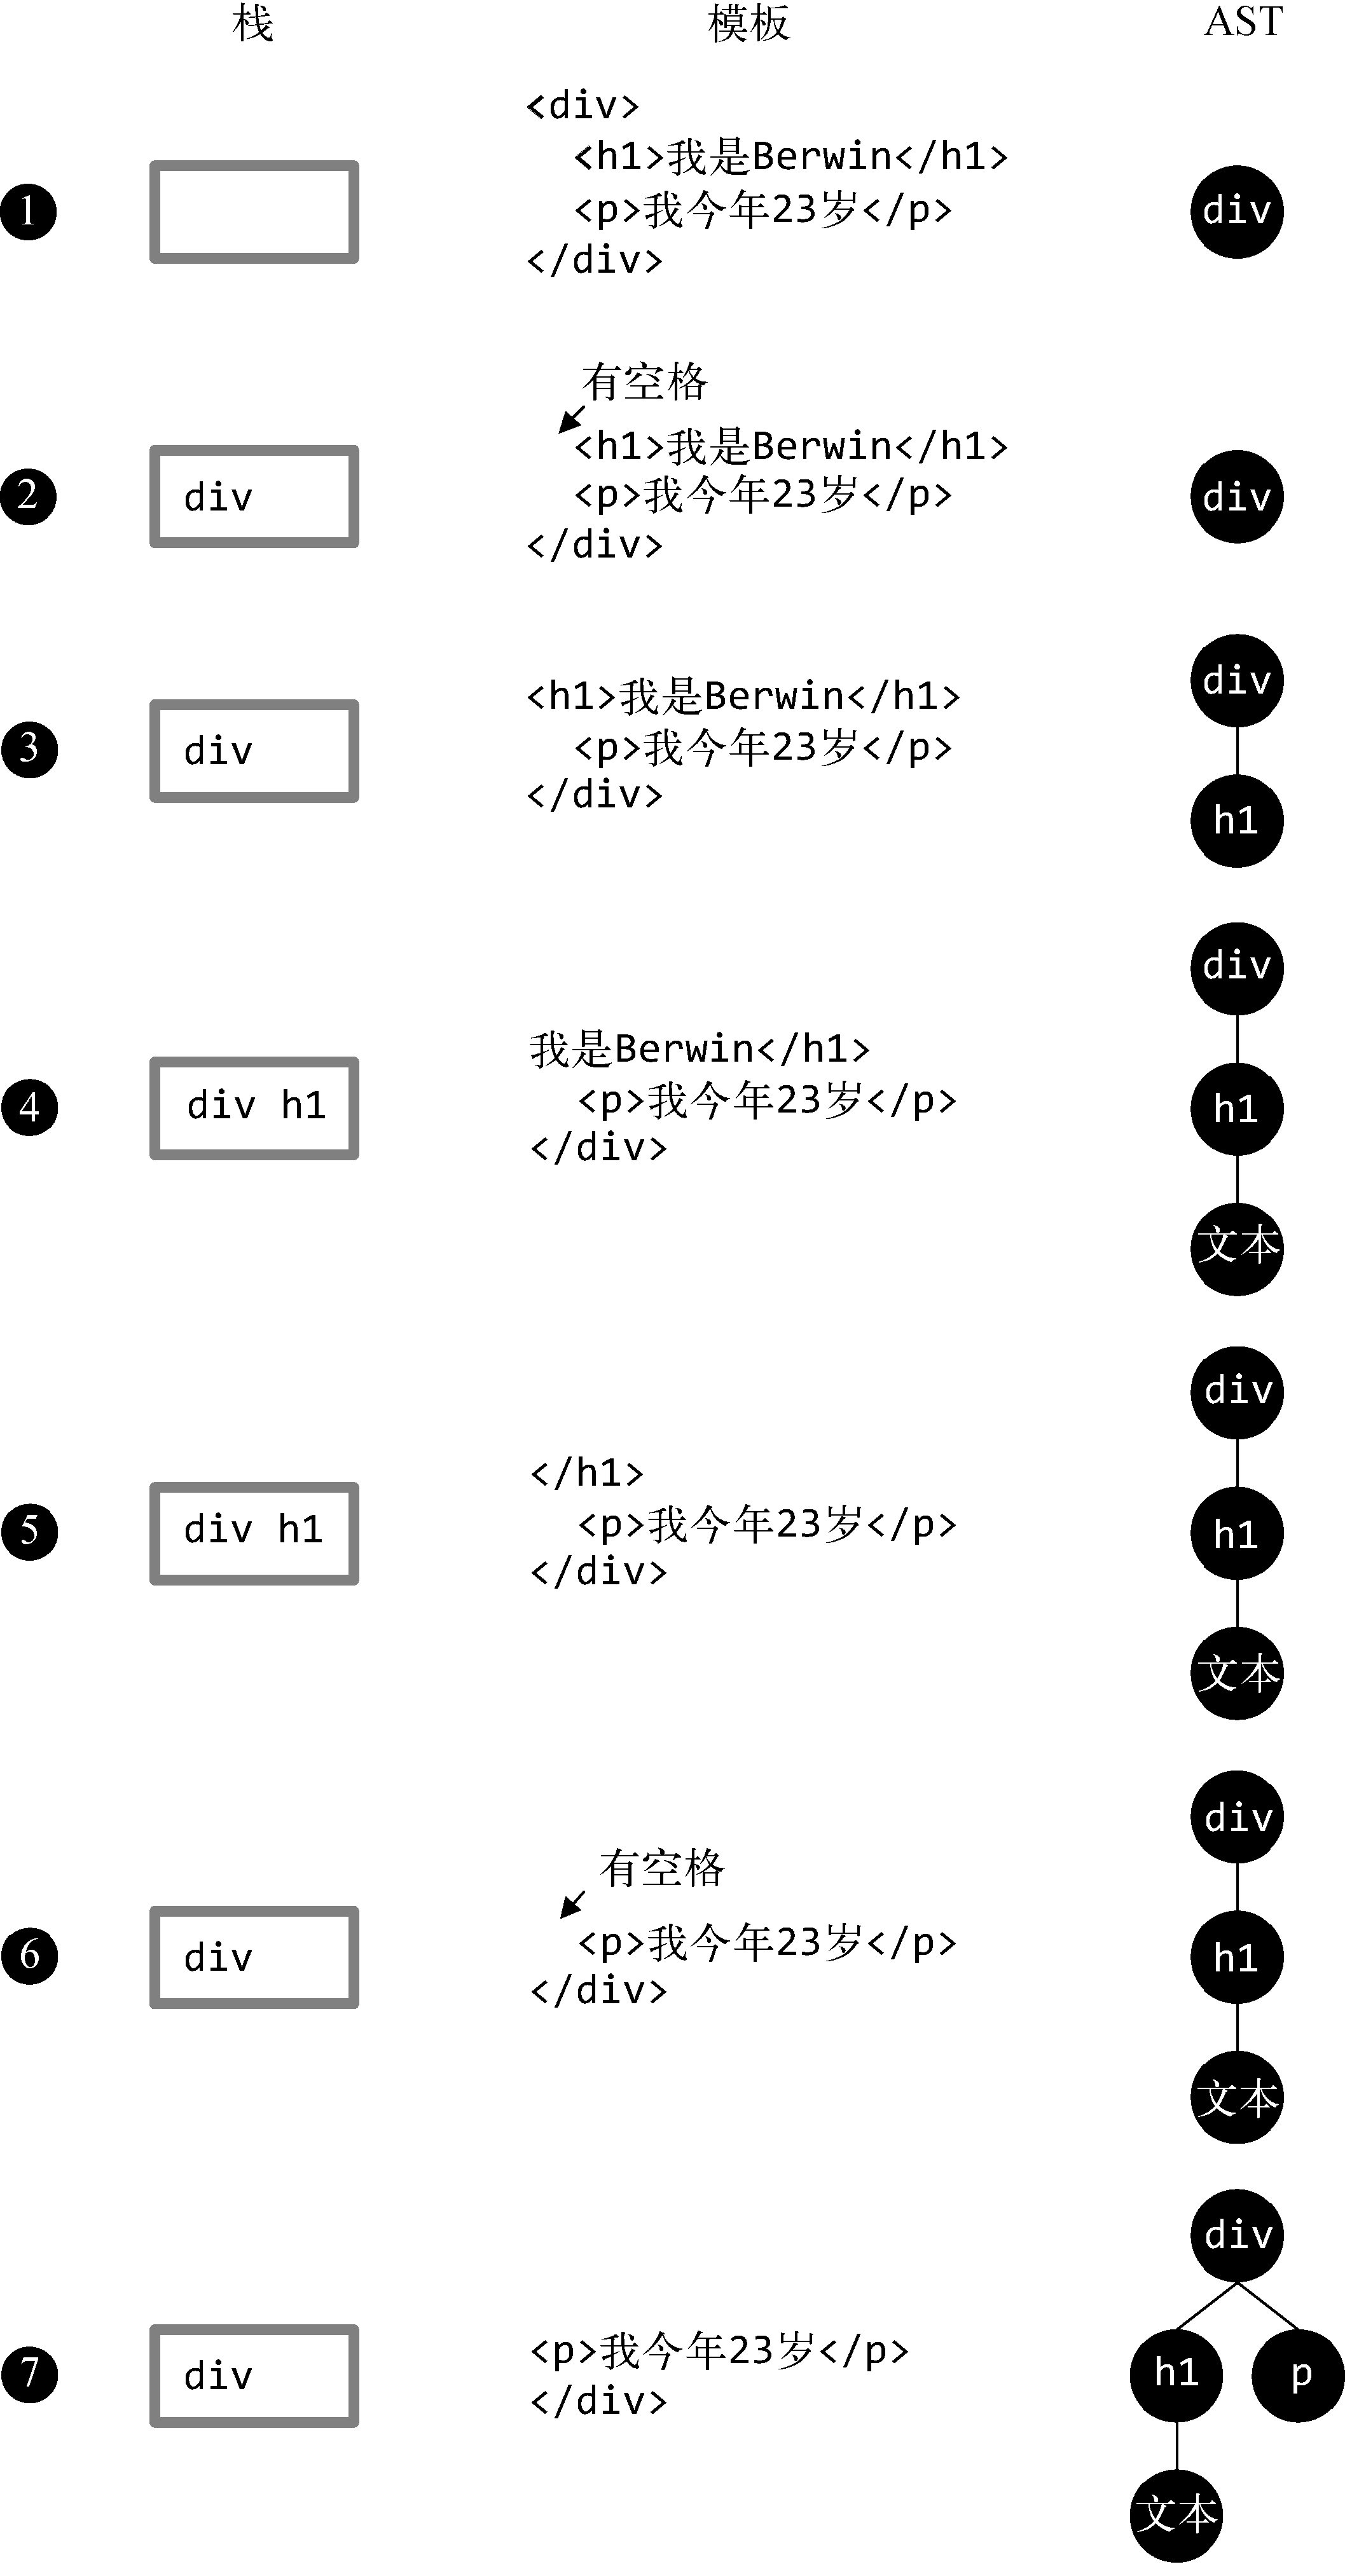 栈 模板 AST
<div>
<h1>我是Berwin</h1>
1 <p>我今年23岁</p> div
</div>
有空格
<h1>我是Berwin</h1>
2 div <p>我今年23岁</p> div
</div>
div
<h1>我是Berwin</h1>
3 div <p>我今年23岁</p>
</div>
h1
div
我是Berwin</h1>
4 div h1 <p>我今年23岁</p> h1
</div>
文本
div
</h1>
5 div h1 <p>我今年23岁</p> h1
</div>
文本
div
有空格
6 div <p>我今年23岁</p> h1
</div>
文本
div
<p>我今年23岁</p>
7 div h1 p
</div>
文本